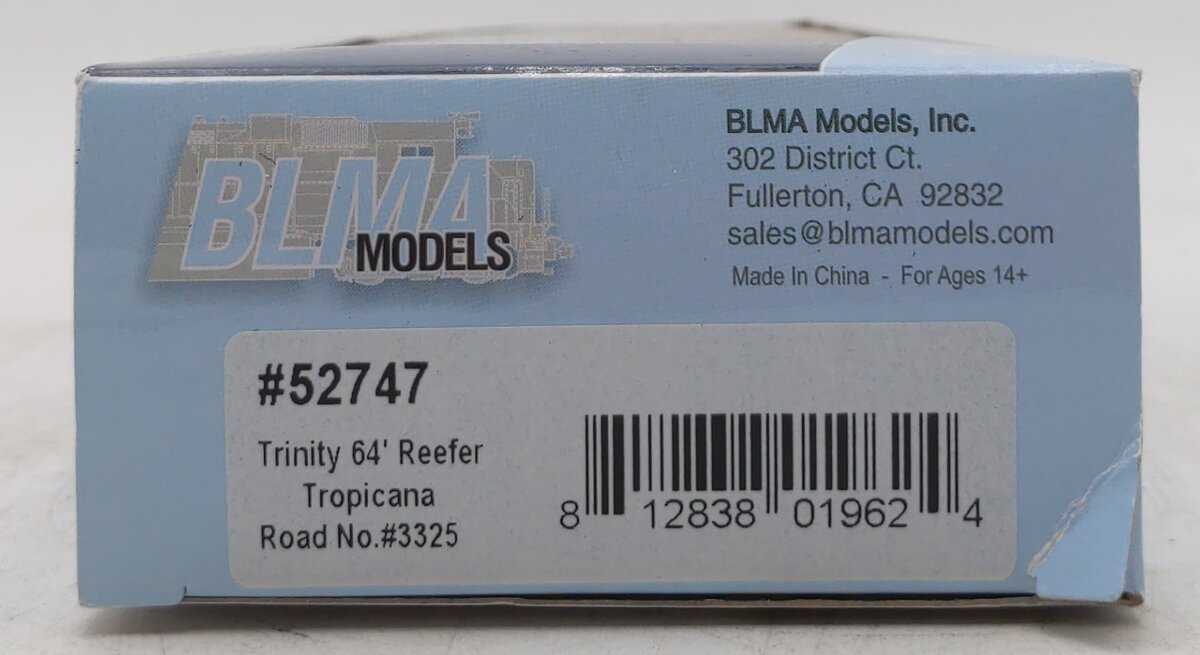 BLMA
MODELS
BLMA Models, Inc.
302 District Ct.
Fullerton, CA 92832
sales@blmamodels.com
Made In China - For Ages 14+
#52747
Trinity 64' Reefer
Tropicana
Road No.#3325
8 12838 01962 4